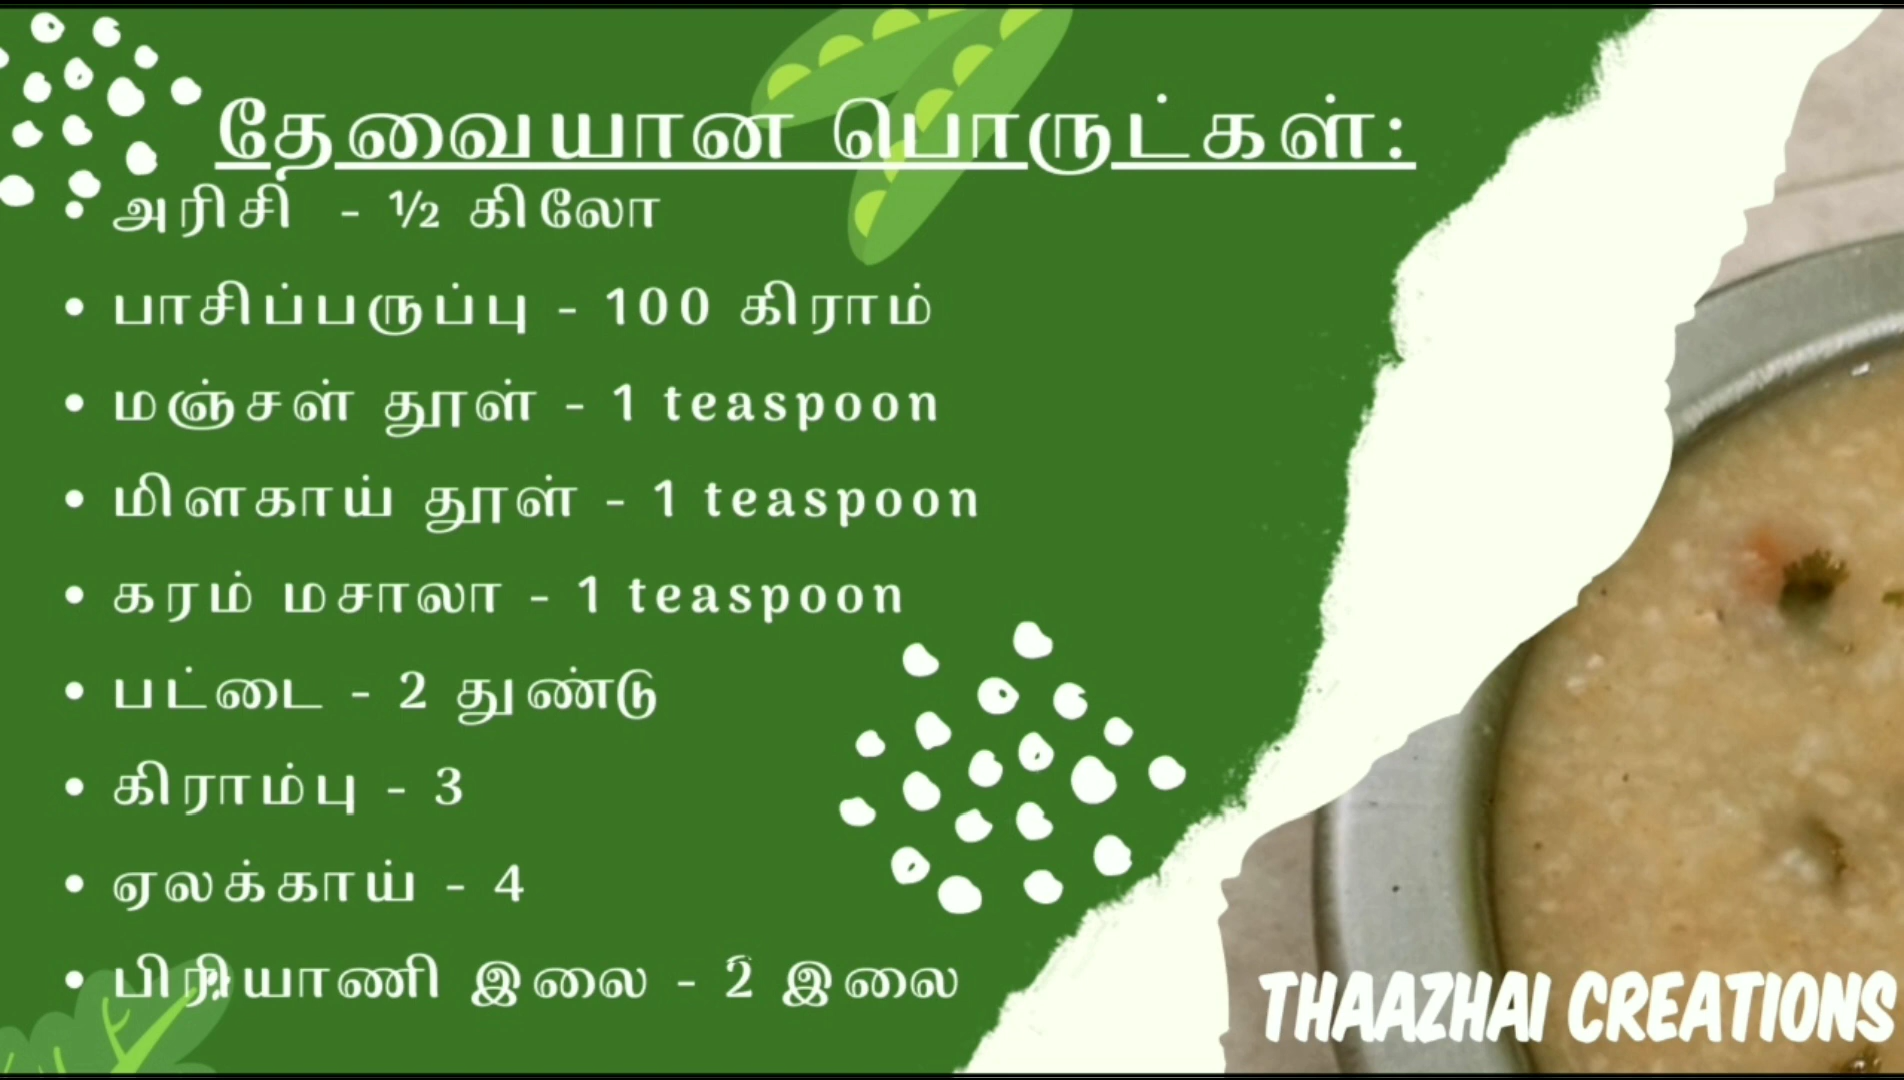 தேவையான பொருட்கள்:
• அரிசி - ½ கிலோ
• பாசிப்பருப்பு - 100 கிராம்
• மஞ்சள் தூள் - 1 teaspoon
• மிளகாய் தூள் - 1 teaspoon
• கரம் மசாலா - 1 teaspoon
• பட்டை - 2 துண்டு
• கிராம்பு - 3
• ஏலக்காய் - 4
• பிரியாணி இலை - 2 இலை
THAAZHAI CREATIONS